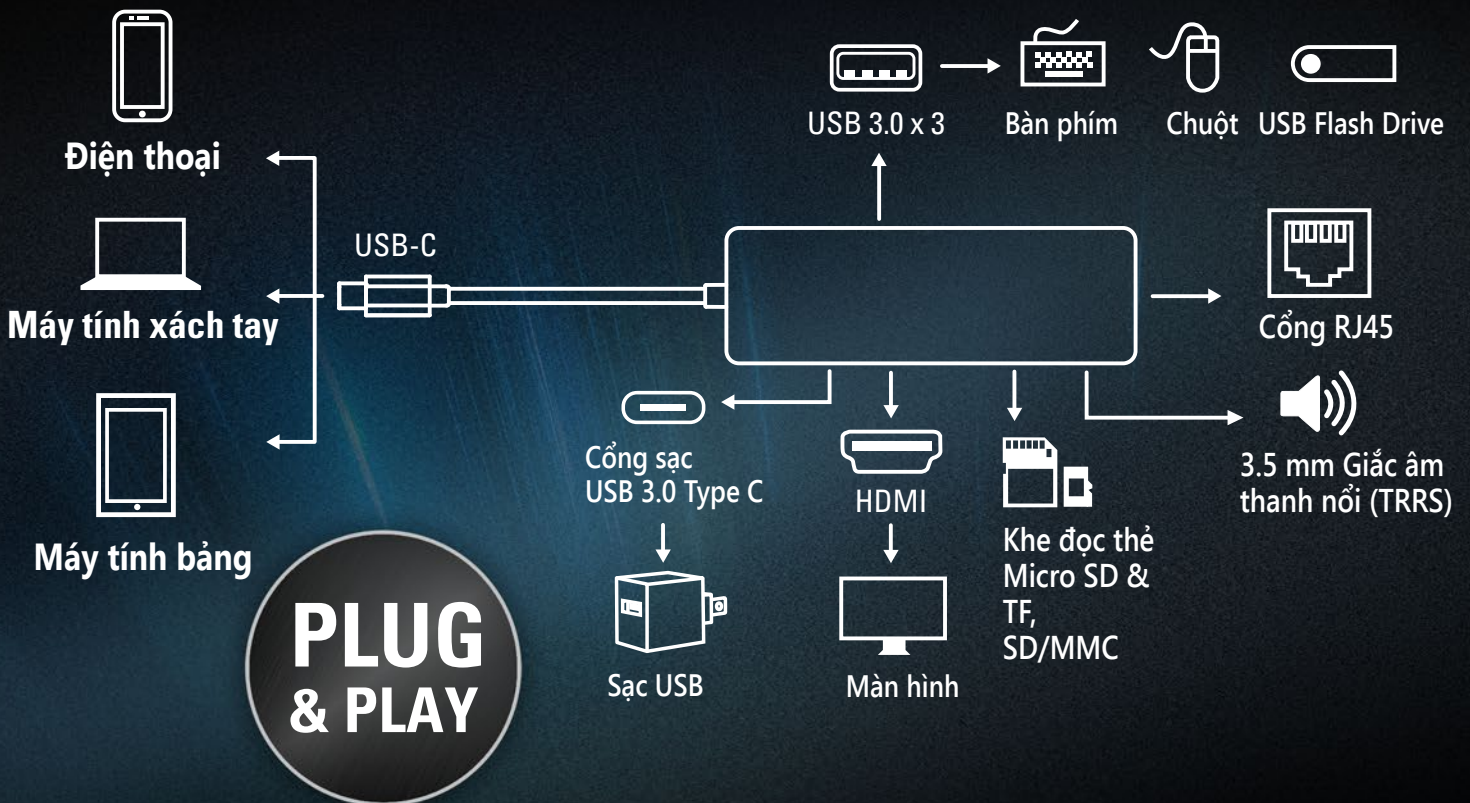 Điện thoại
Máy tính xách tay
Máy tính bảng
USB-C
USB 3.0 x 3
Bàn phím
Chuột
USB Flash Drive
Cổng RJ45
3.5 mm Giắc âm
thanh nổi (TRRS)
Cổng sạc
USB 3.0 Type C
Sạc USB
HDMI
Màn hình
Khe đọc thẻ
Micro SD &
TF,
SD/MMC
PLUG
& PLAY